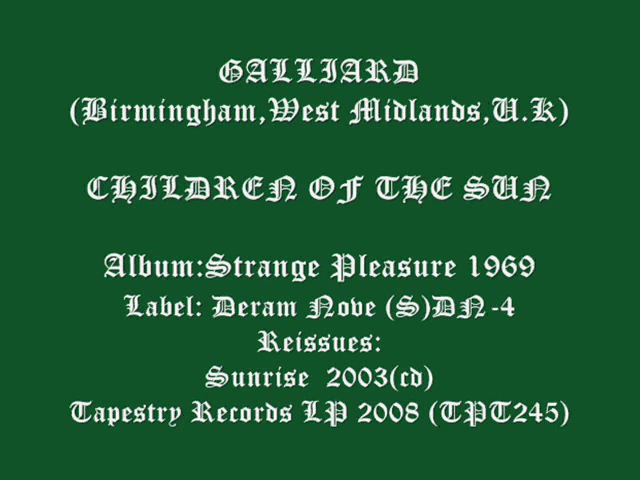 GALLIARD
(Birmingham,West Midlands,U.K)
CHILDREN OF THE SUN
Album:Strange Pleasure 1969
Label: Deram Nove (S)DN-4
Reissues:
Sunrise 2003(cd)
Tapestry Records LP 2008 (TPT245)